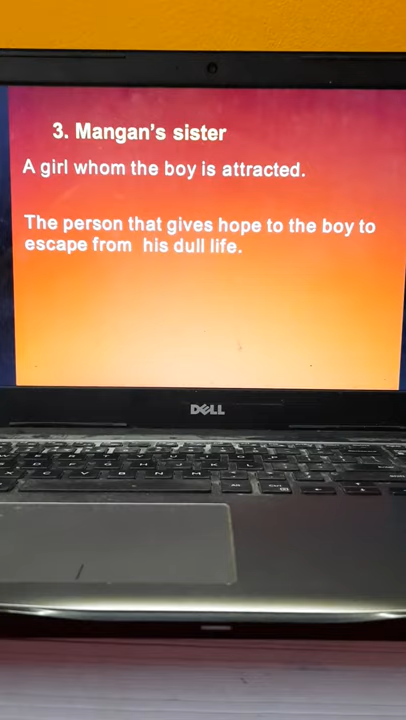 3. Mangan's sister
A girl whom the boy is attracted.
The person that gives hope to the boy to
escape from his dull life.
DELL